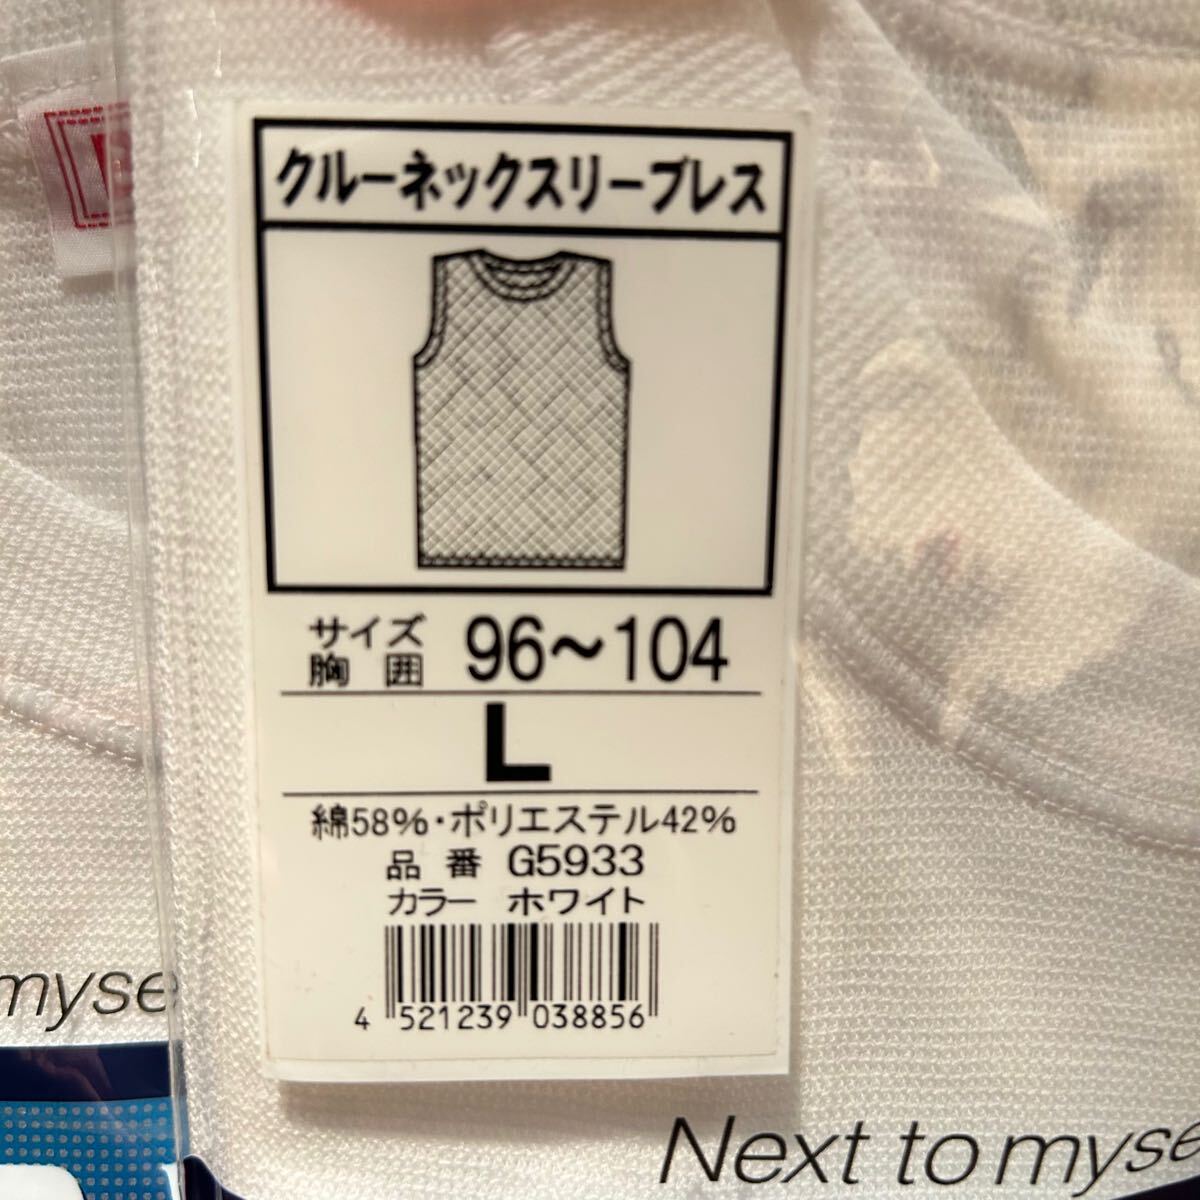 クルーネックスリーブレス
サイズ 胸囲 96～104
L
綿58%・ポリエステル42%
品番 G5933
カラー ホワイト
4 521239 038856
Next to myse
myse